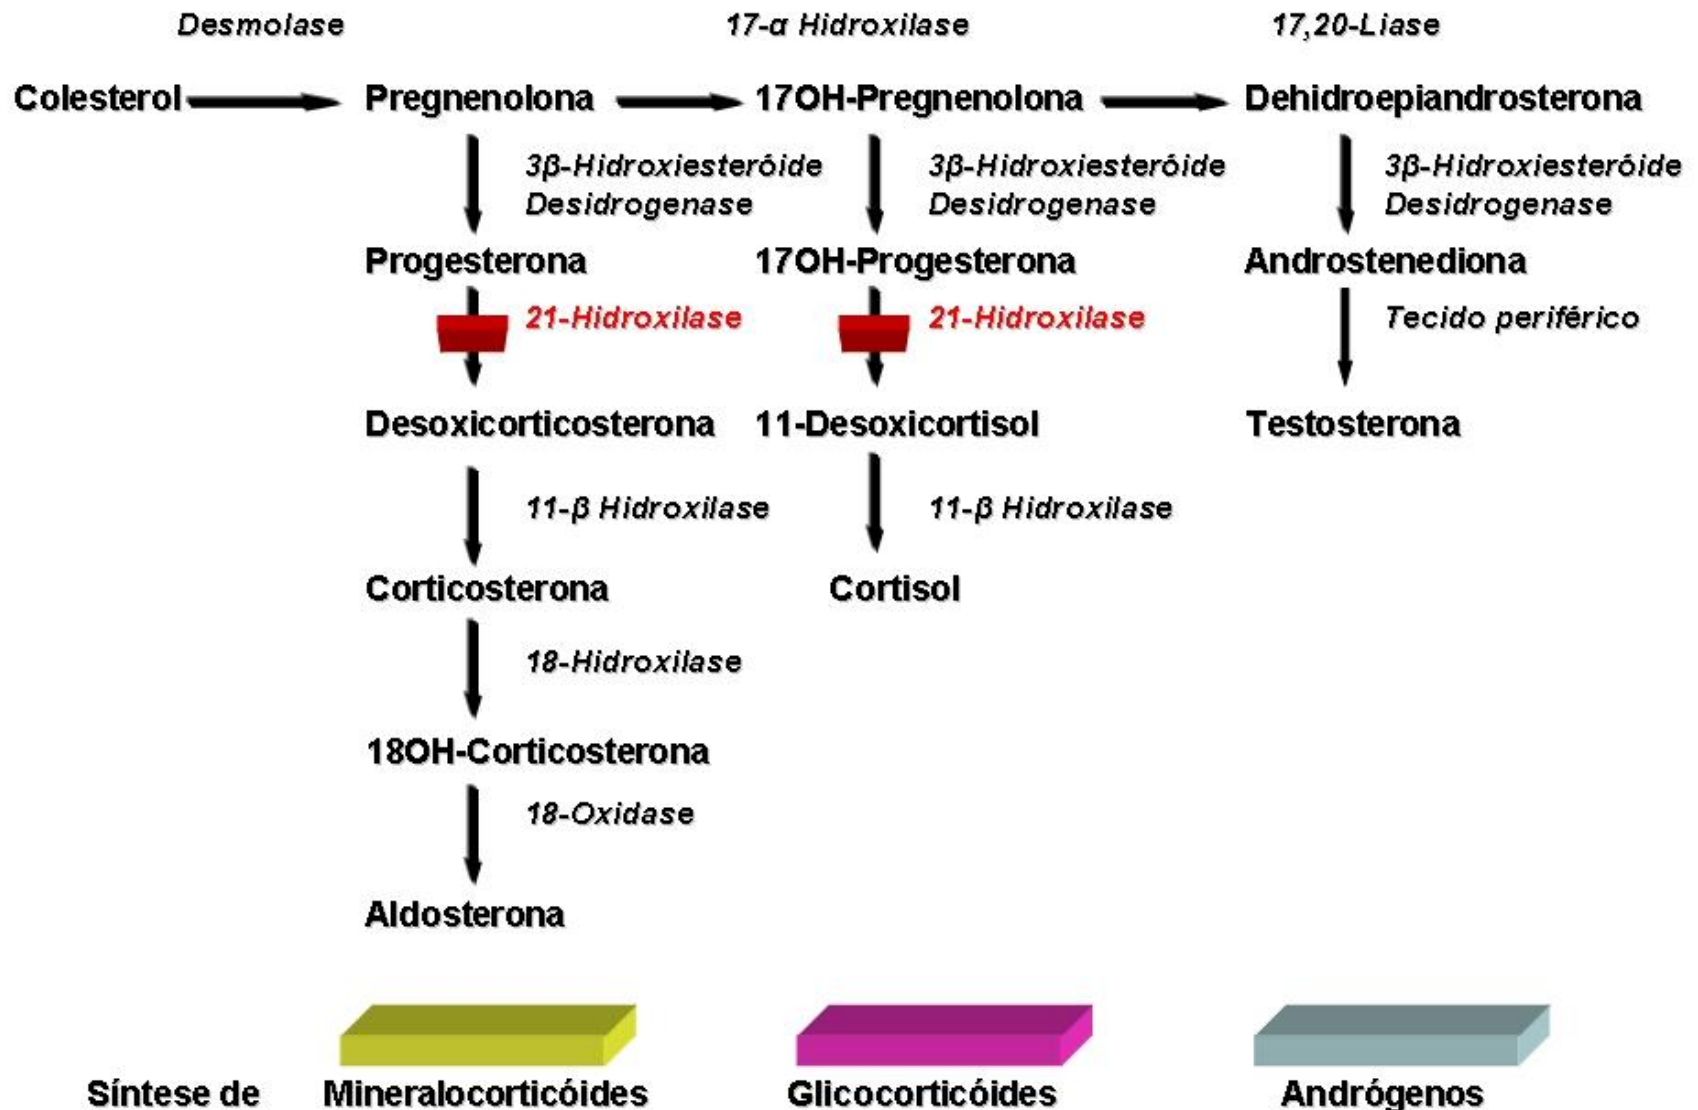 Desmolase 17-α Hidroxilase 17,20-Liase
Colesterol Pregnenolona 17OH-Pregnenolona Dehidroepiandrosterona
3β-Hidroxiesteróide 3β-Hidroxiesteróide 3β-Hidroxiesteróide
Desidrogenase Desidrogenase Desidrogenase
Progesterona 17OH-Progesterona Androstenediona
21-Hidroxilase 21-Hidroxilase Tecido periférico
Desoxicorticosterona 11-Desoxicortisol Testosterona
11-β Hidroxilase 11-β Hidroxilase
Corticosterona Cortisol
18-Hidroxilase
18OH-Corticosterona
18-Oxidase
Aldosterona
Síntese de Mineralocorticóides Glicocorticóides Andrógenos